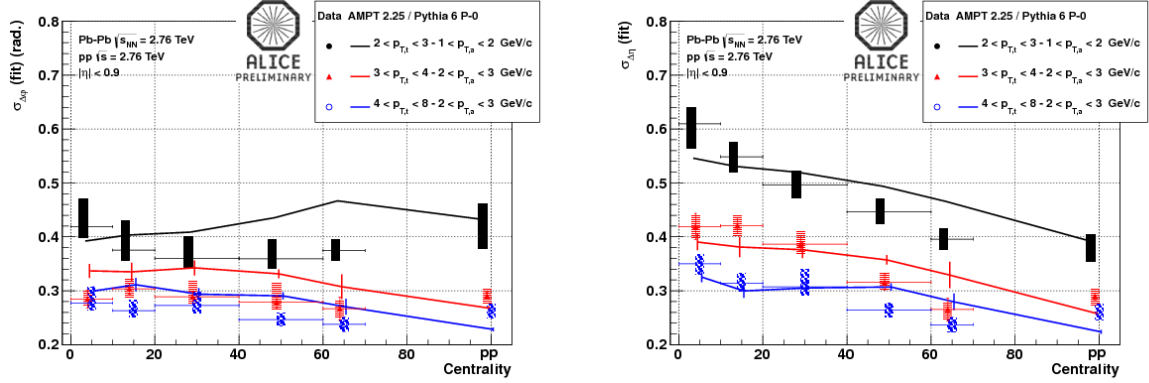 0.8
0.7
0.6
0.5
0.4
0.3
0.2
σΔφ (fit) (rad.)
Pb-Pb √sNN = 2.76 TeV
pp √s = 2.76 TeV
|η| < 0.9
ALICE
PRELIMINARY
Data AMPT 2.25 / Pythia 6 P-0
2 < pT,t < 3 - 1 < pT,a < 2 GeV/c
3 < pT,t < 4 - 2 < pT,a < 3 GeV/c
4 < pT,t < 8 - 2 < pT,a < 3 GeV/c
0 20 40 60 80 pp
Centrality
0.8
0.7
0.6
0.5
0.4
0.3
0.2
σΔη (fit)
Pb-Pb √sNN = 2.76 TeV
pp √s = 2.76 TeV
|η| < 0.9
ALICE
PRELIMINARY
Data AMPT 2.25 / Pythia 6 P-0
2 < pT,t < 3 - 1 < pT,a < 2 GeV/c
3 < pT,t < 4 - 2 < pT,a < 3 GeV/c
4 < pT,t < 8 - 2 < pT,a < 3 GeV/c
0 20 40 60 80 pp
Centrality